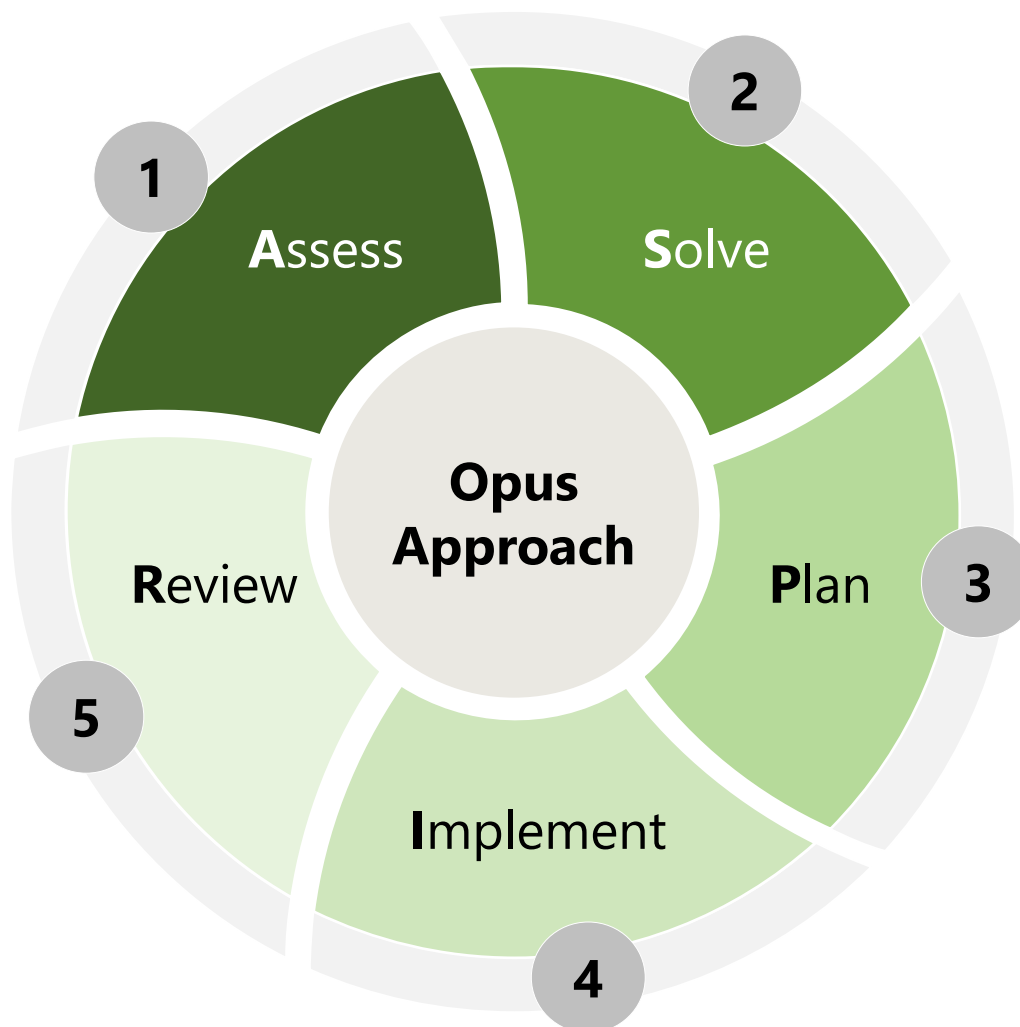 1
Assess
2
Solve
3
Plan
4
Implement
5
Review
Opus
Approach